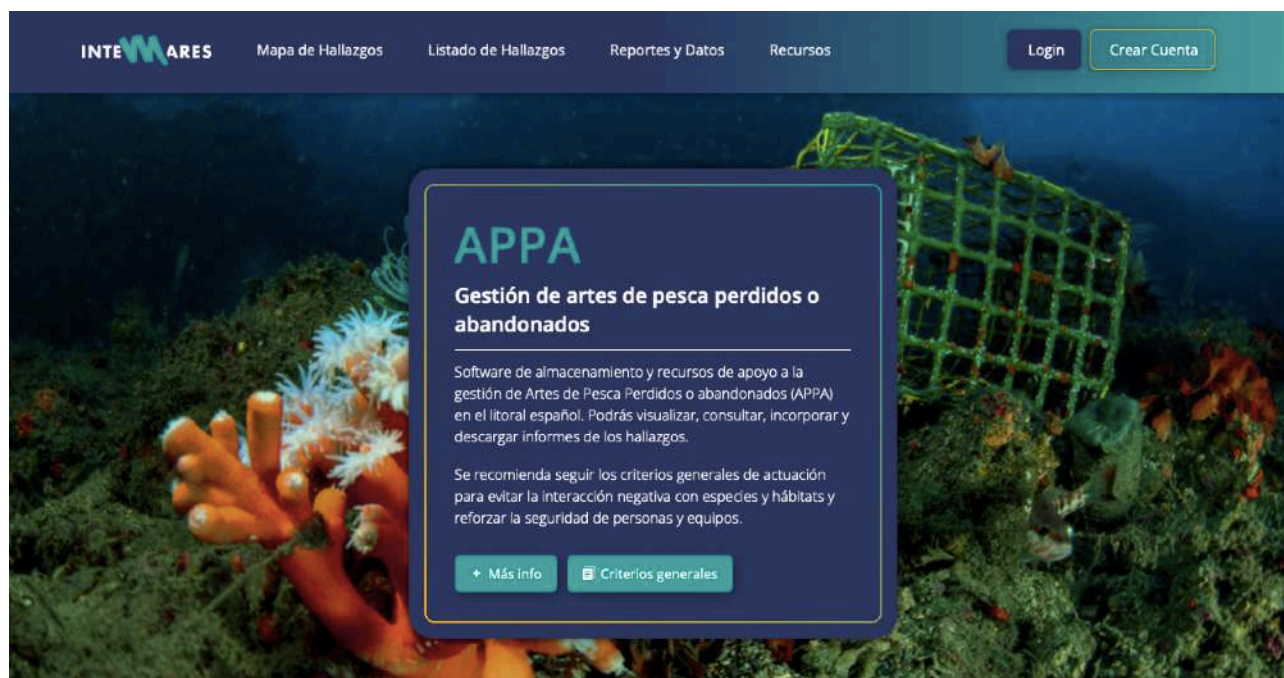 INTEMARES
Mapa de Hallazgos
Listado de Hallazgos
Reportes y Datos
Recursos
Login
Crear Cuenta
APPA
Gestión de artes de pesca perdidos o
abandonados
Software de almacenamiento y recursos de apoyo a la
gestión de Artes de Pesca Perdidos o abandonados (APPA)
en el litoral español. Podrás visualizar, consultar, incorporar y
descargar informes de los hallazgos.
Se recomienda seguir los criterios generales de actuación
para evitar la interacción negativa con especies y hábitats y
reforzar la seguridad de personas y equipos.
+ Más info
Criterios generales